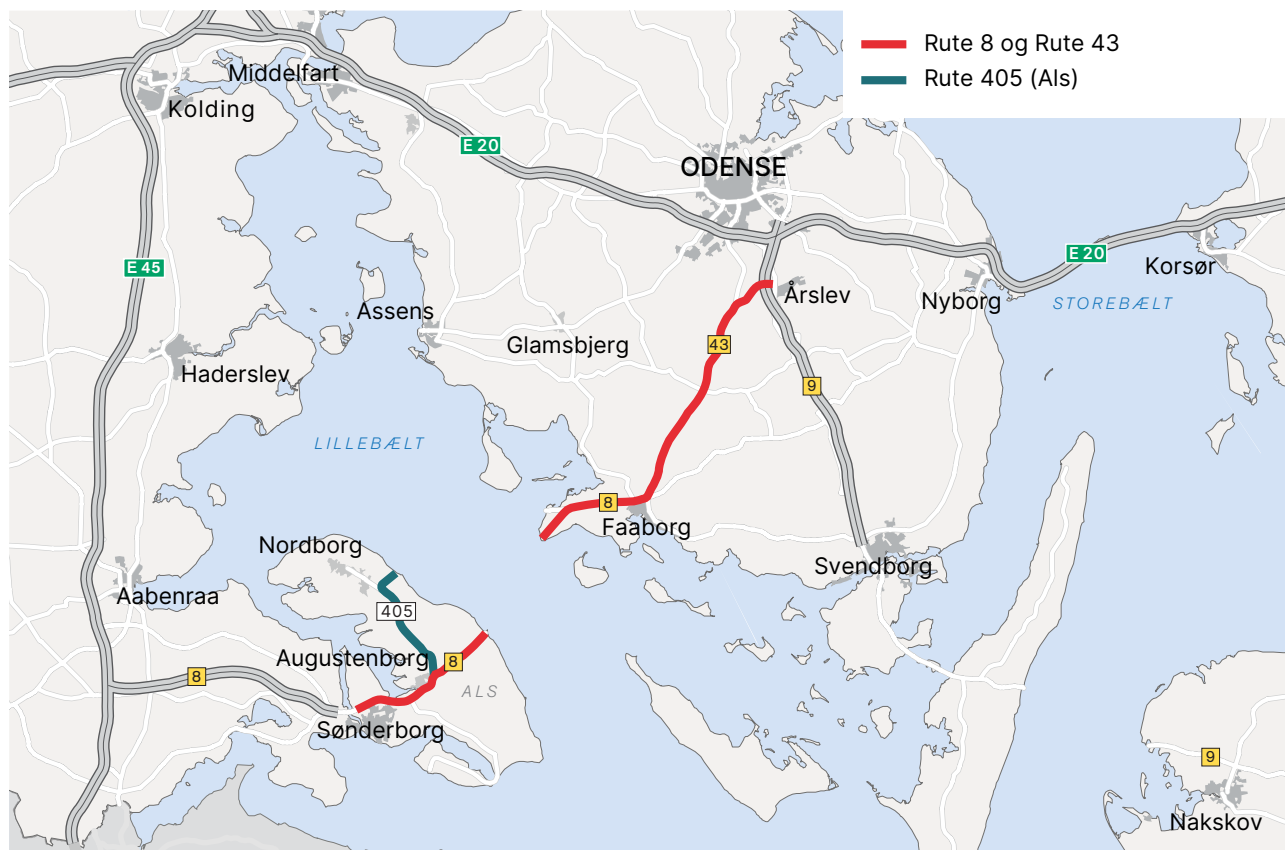 Rute 8 og Rute 43
Rute 405 (Als)
Middelfart
Kolding
E 20
ODENSE
E 45
E 20
Korsør
Årslev
Nyborg
STOREBÆLT
Assens
Glamsbjerg
43
Haderslev
9
LILLEBÆLT
8
Faaborg
Nordborg
Svendborg
Aabenraa
405
Augustenborg
8
8
ALS
Sønderborg
9
Nakskov